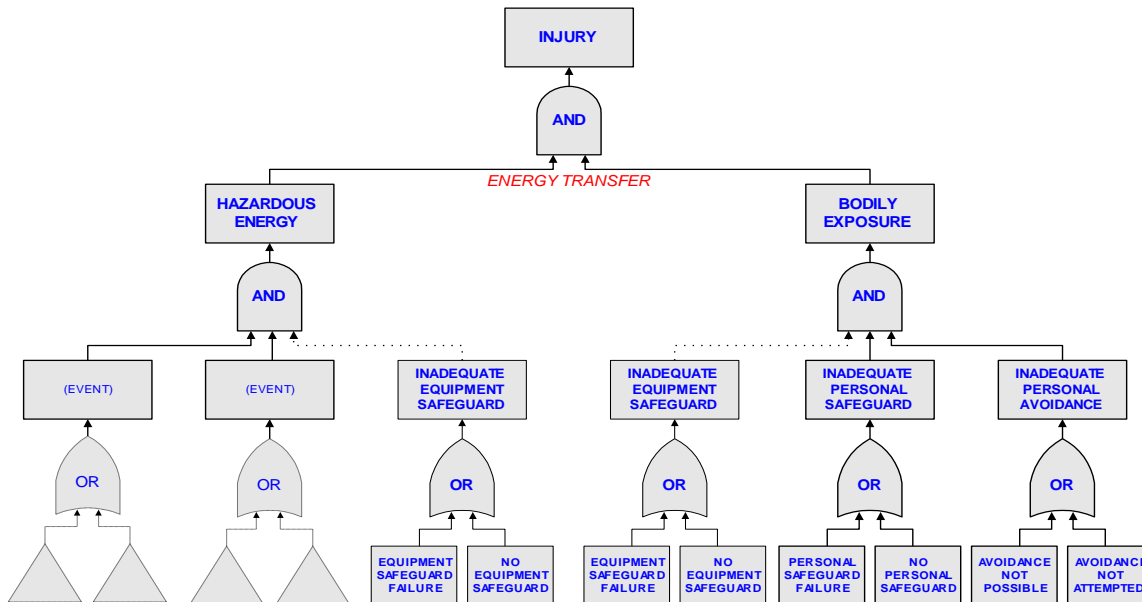 INJURY
AND
ENERGY TRANSFER
HAZARDOUS
ENERGY
BODILY
EXPOSURE
AND
AND
(EVENT)
(EVENT)
INADEQUATE
EQUIPMENT
SAFEGUARD
INADEQUATE
EQUIPMENT
SAFEGUARD
INADEQUATE
PERSONAL
SAFEGUARD
INADEQUATE
PERSONAL
AVOIDANCE
OR
OR
OR
OR
OR
OR
EQUIPMENT
SAFEGUARD
FAILURE
NO
EQUIPMENT
SAFEGUARD
EQUIPMENT
SAFEGUARD
FAILURE
NO
EQUIPMENT
SAFEGUARD
PERSONAL
SAFEGUARD
FAILURE
NO
PERSONAL
SAFEGUARD
AVOIDANCE
NOT
POSSIBLE
AVOIDANCE
NOT
ATTEMPTED